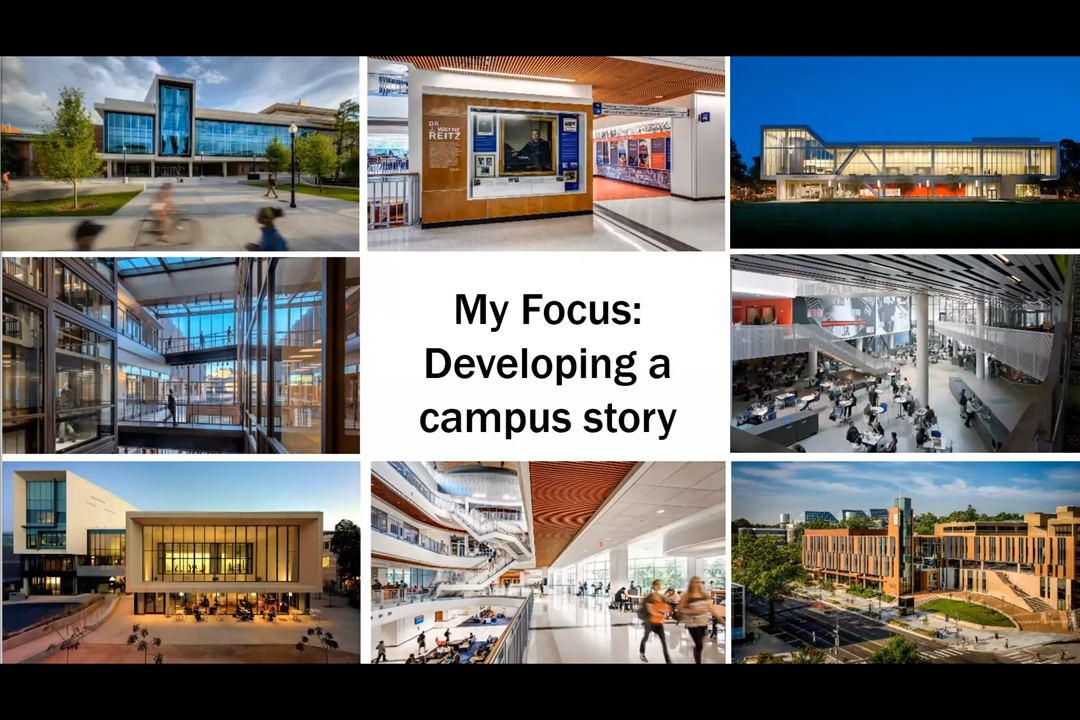 DR.
J. WAYNE
REITZ
My Focus:
Developing a
campus story